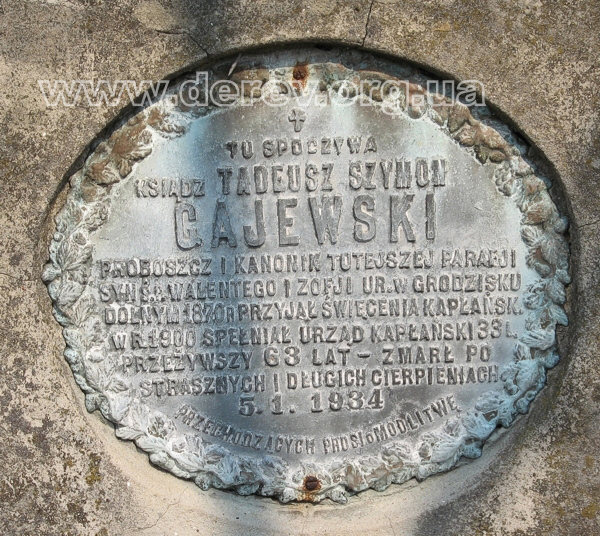 www.derev.org.ua
TU SPOCZYWA
KSIĄDZ TADEUSZ SZYMON
GAJEWSKI
PROBOSZCZ I KANONIK TUTEJSZEJ PARAFJI
SYN Ś.P. WALENTEGO I ZOFJI UR. W GRODZISKU
DOLNYM 1870 R PRZYJĄŁ ŚWIĘCENIA KAPŁAŃSK.
W R. 1900 SPEŁNIAŁ URZĄD KAPŁAŃSKI 33 L.
PRZEŻYWSZY 63 LAT – ZMARŁ PO
STRASZNYCH I DŁUGICH CIERPIENIACH.
5. 1. 1934
PRZECHODZĄCYCH PROSI O MODLITWĘ